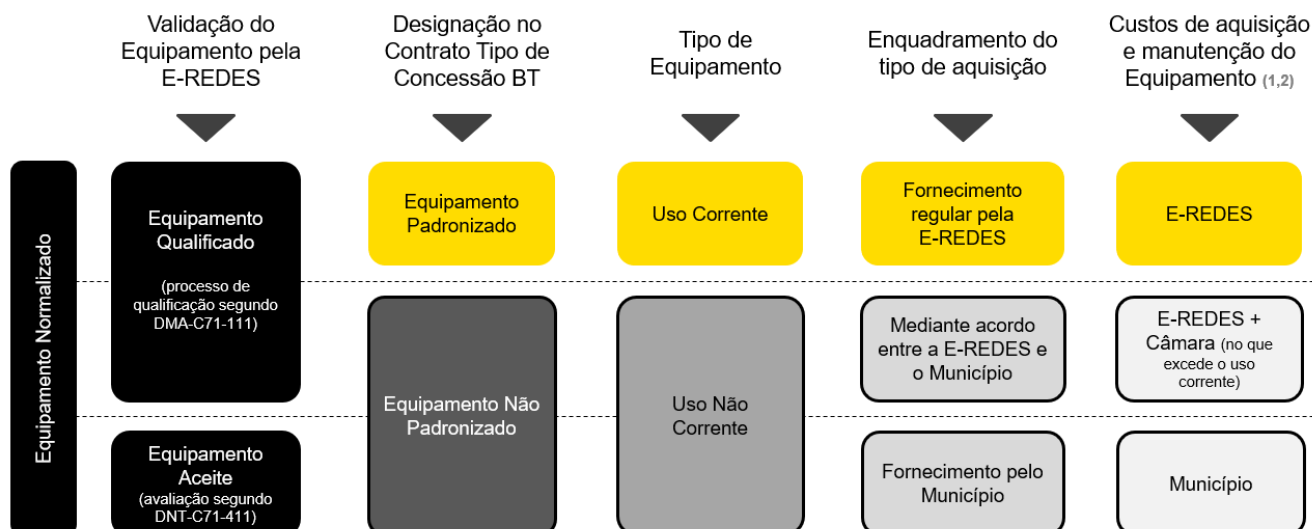 Validação do
Equipamento pela
E-REDES
Designação no
Contrato Tipo de
Concessão BT
Tipo de
Equipamento
Enquadramento do
tipo de aquisição
Custos de aquisição
e manutenção do
Equipamento (1,2)
Equipamento Normalizado
Equipamento
Qualificado
(processo de
qualificação segundo
DMA-C71-111)
Equipamento
Padronizado
Uso Corrente
Fornecimento
regular pela
E-REDES
E-REDES
Equipamento Não
Padronizado
Uso Não
Corrente
Mediante acordo
entre a E-REDES e
o Município
E-REDES +
Câmara (no que
excede o uso
corrente)
Equipamento
Aceite
(avaliação segundo
DNT-C71-411)
Fornecimento pelo
Município
Município